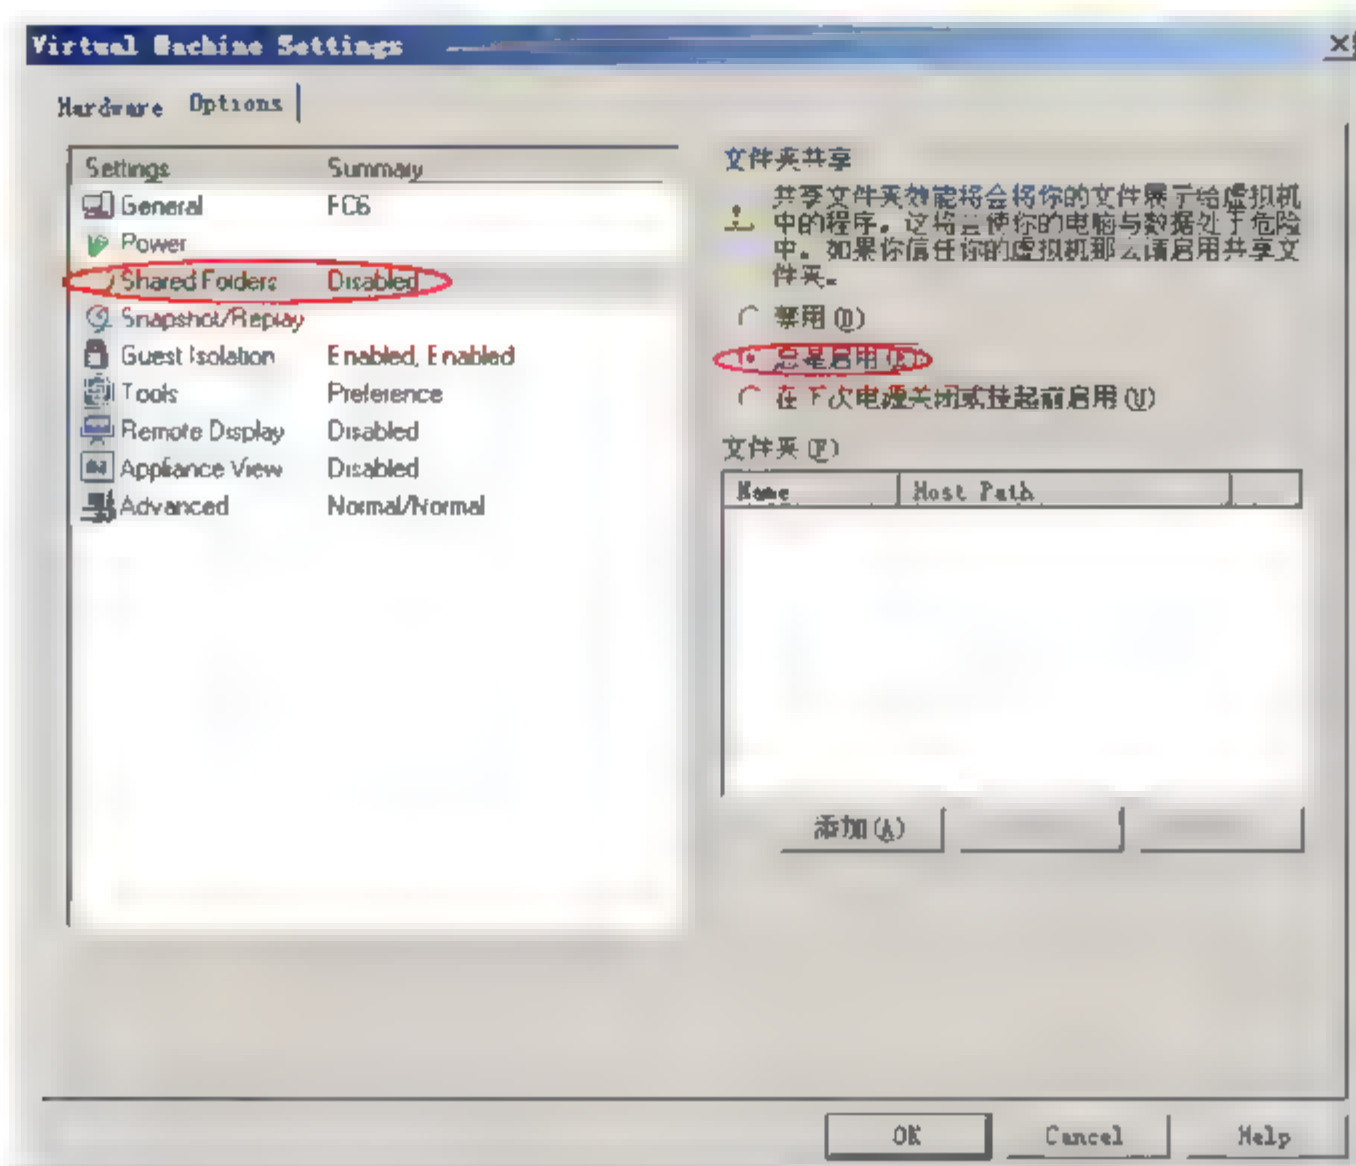 Virtual Machine Settings
Hardware Options
Settings Summary
General FC6
Power
Shared Folders Disabled
Snapshot/Replay
Guest Isolation Enabled, Enabled
Tools Preference
Remote Display Disabled
Appliance View Disabled
Advanced Normal/Normal
文件夹共享
共享文件夹效能将会将你的文件展示给虚拟机
中的程序。这将会使你的电脑与数据处于危险
中。如果你信任你的虚拟机那么请启用共享文
件夹。
禁用(D)
总是启用(E)
在下次电源关闭或挂起前启用(U)
文件夹(F)
Name Host Path
添加(A)
OK Cancel Help